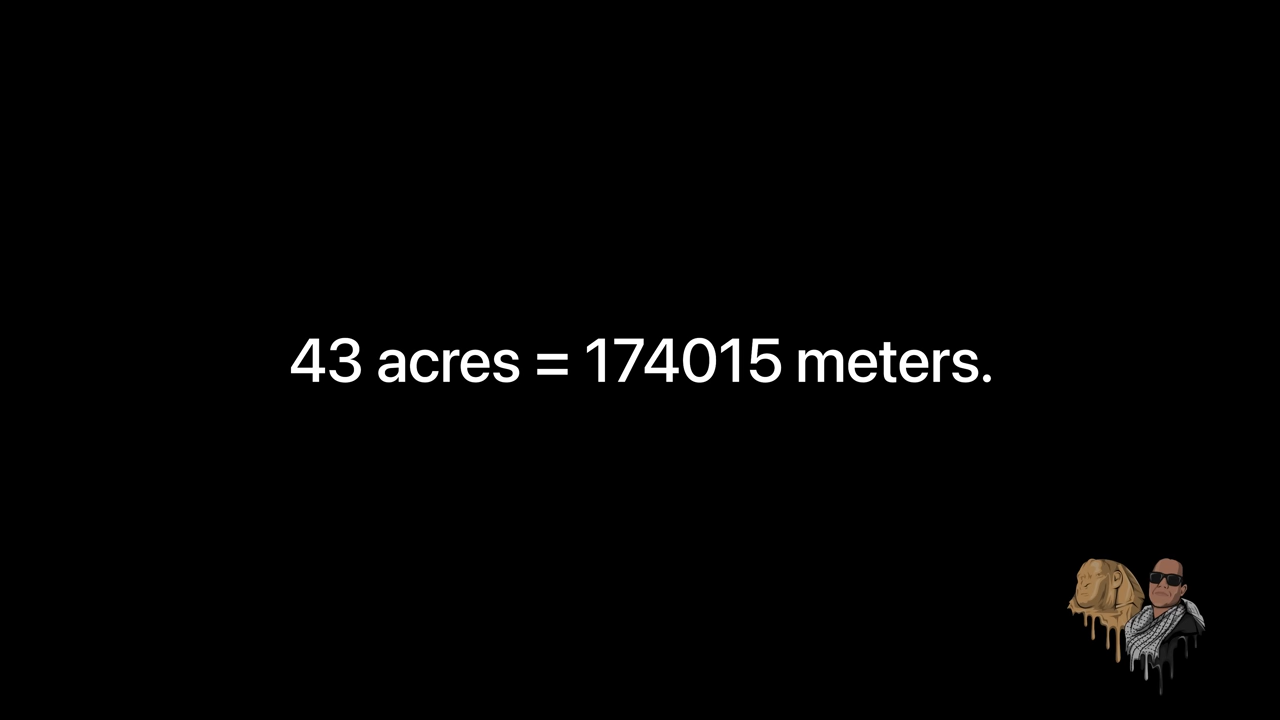 43 acres = 174015 meters.